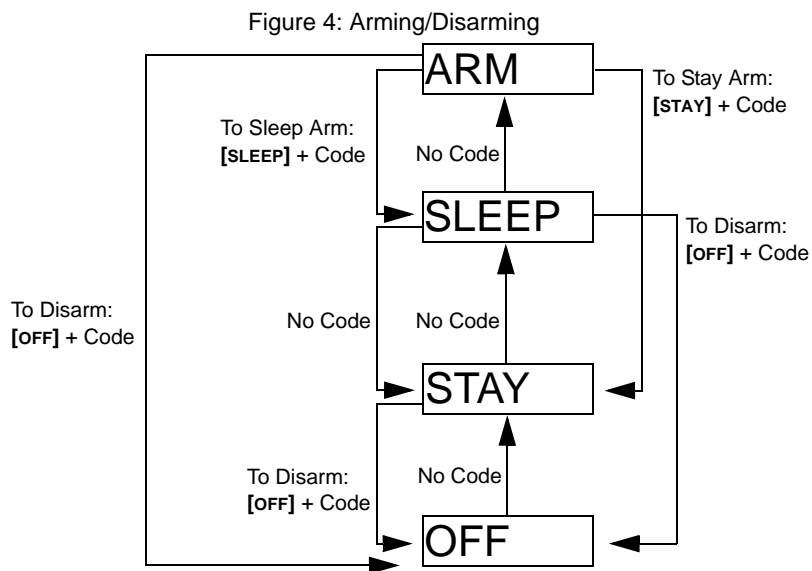 Figure 4: Arming/Disarming
ARM
To Stay Arm:
[STAY] + Code
To Sleep Arm:
[SLEEP] + Code
No Code
SLEEP
To Disarm:
[OFF] + Code
To Disarm:
[OFF] + Code
No Code
No Code
STAY
To Disarm:
[OFF] + Code
No Code
OFF